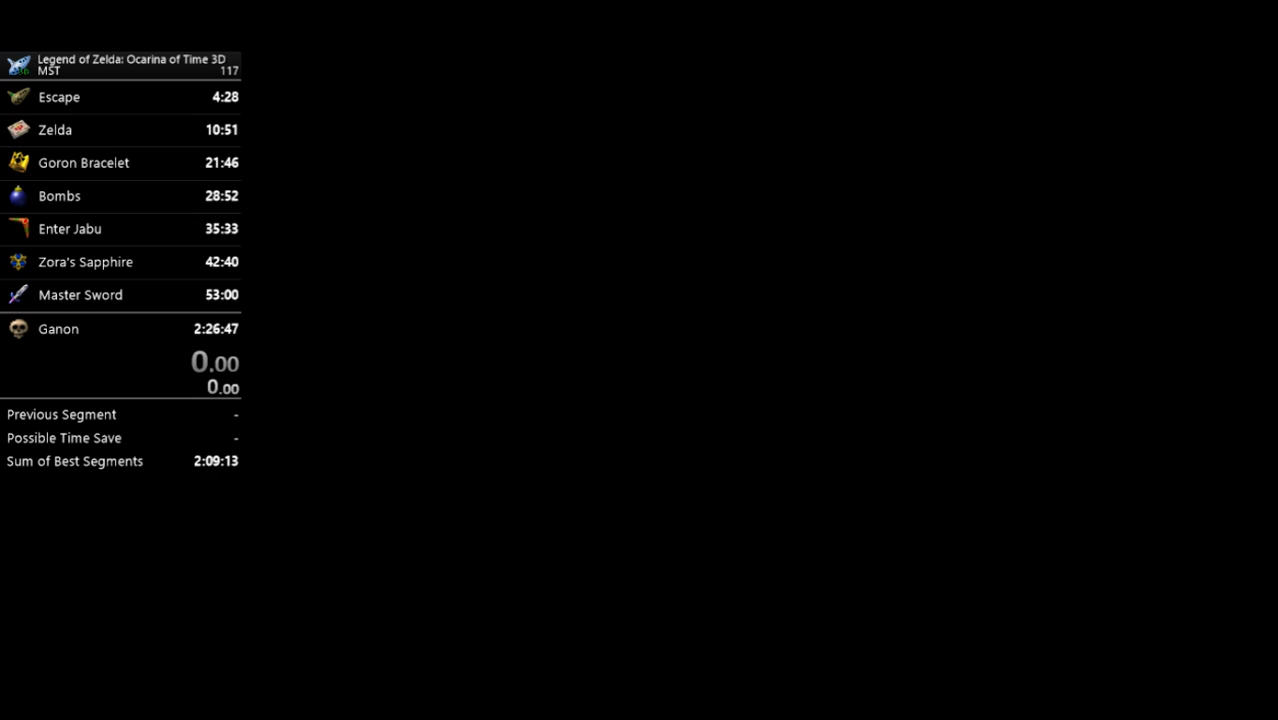 Legend of Zelda: Ocarina of Time 3D
MST 117
Escape 4:28
Zelda 10:51
Goron Bracelet 21:46
Bombs 28:52
Enter Jabu 35:33
Zora's Sapphire 42:40
Master Sword 53:00
Ganon 2:26:47
0.00
0.00
Previous Segment -
Possible Time Save -
Sum of Best Segments 2:09:13